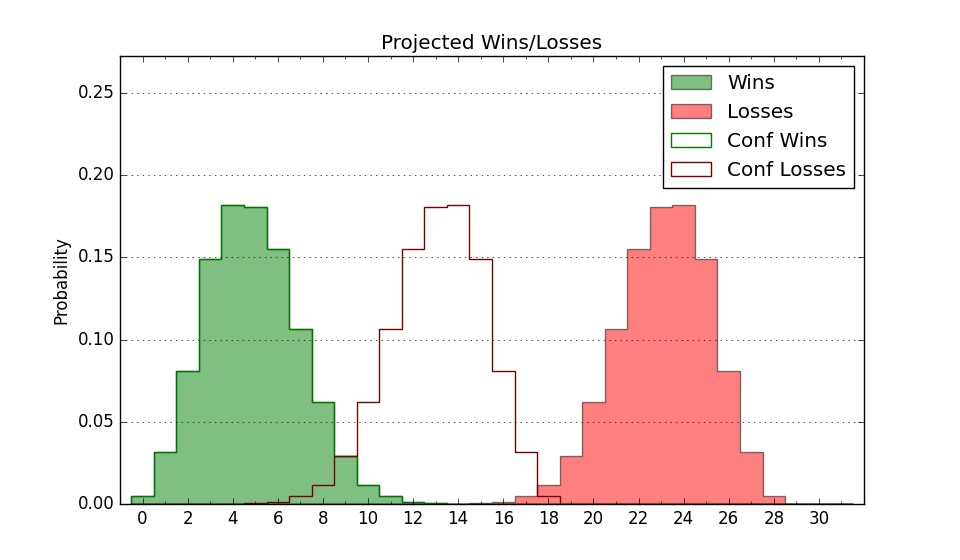 Projected Wins/Losses
Wins
Losses
Conf Wins
Conf Losses
Probability
0.25
0.20
0.15
0.10
0.05
0.00
0 2 4 6 8 10 12 14 16 18 20 22 24 26 28 30